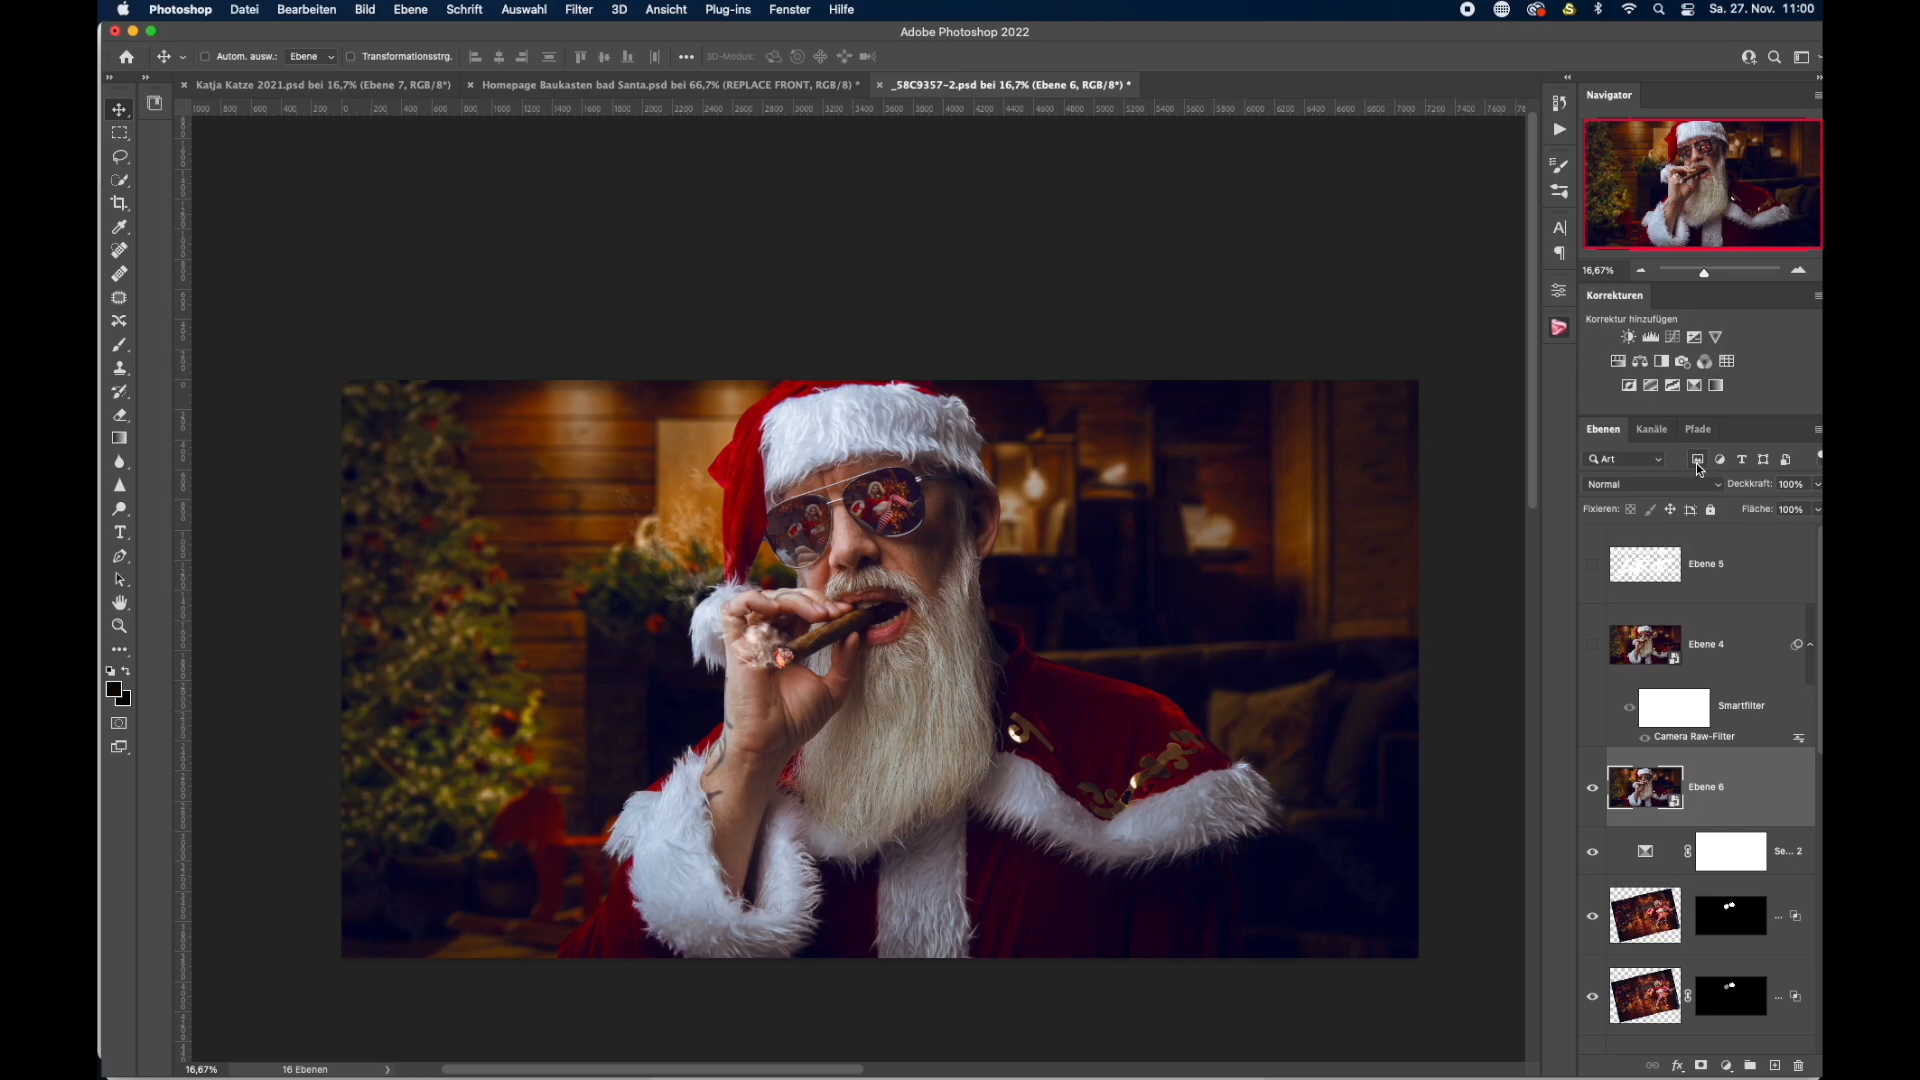 Photoshop Datei Bearbeiten Bild Ebene Schrift Auswahl Filter 3D Ansicht Plug-ins Fenster Hilfe Sa. 27. Nov. 11:00
Adobe Photoshop 2022
Autom. ausw.: Ebene Transformationsstrg. 3D-Modus:
Katja Katze 2021.psd bei 16,7% (Ebene 7, RGB/8*) Homepage Baukasten bad Santa.psd bei 66,7% (REPLACE FRONT, RGB/8) * _58C9357-2.psd bei 16,7% (Ebene 6, RGB/8*) *
Navigator
16,67%
Korrekturen
Korrektur hinzufügen
Ebenen Kanäle Pfade
Art
Normal Deckkraft: 100%
Fixieren: Fläche: 100%
Ebene 5
Ebene 4
Smartfilter
Camera Raw-Filter
Ebene 6
Se... 2
...
...
16,67% 16 Ebenen